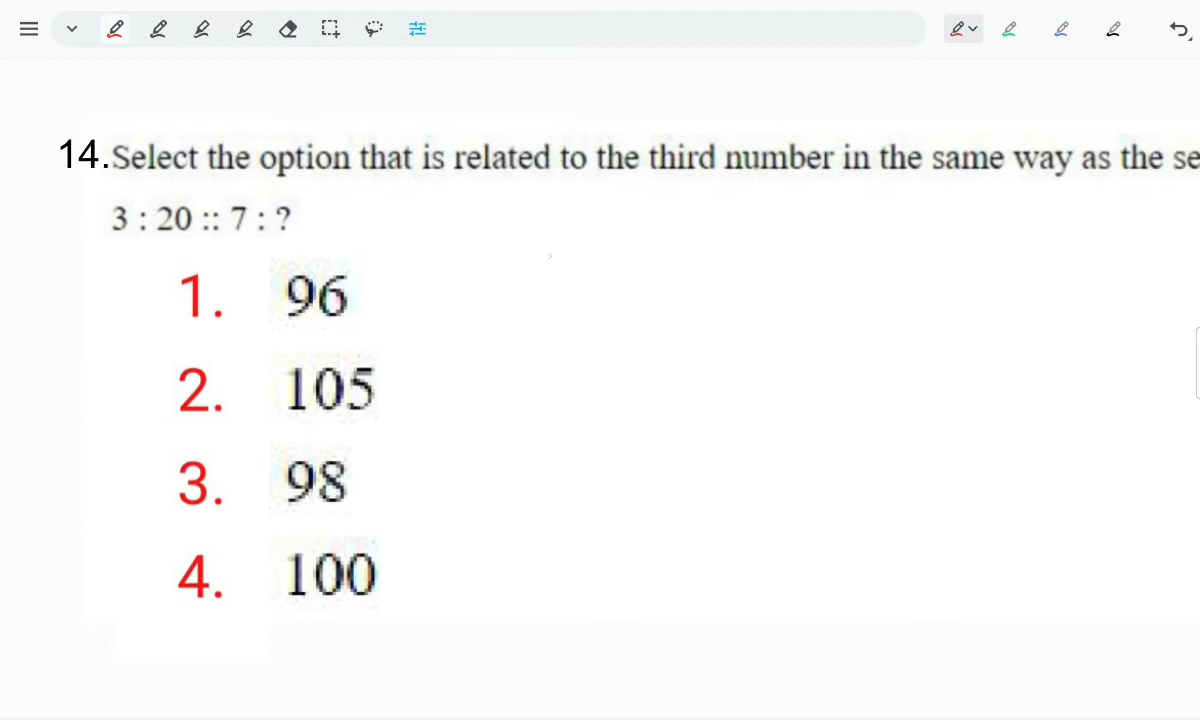 14.Select the option that is related to the third number in the same way as the se
3 : 20 :: 7 : ?
1. 96
2. 105
3. 98
4. 100